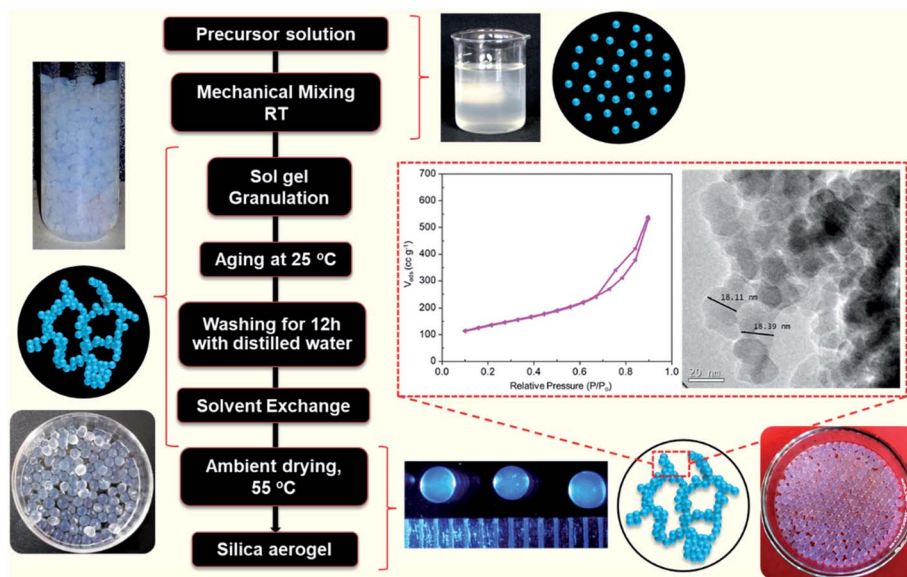 Precursor solution
Mechanical Mixing
RT
Sol gel
Granulation
Aging at 25 °C
Washing for 12h
with distilled water
Solvent Exchange
Ambient drying,
55 °C
Silica aerogel
700
600
500
400
300
200
100
0
V_ads (cc g⁻¹)
0.0 0.2 0.4 0.6 0.8 1.0
Relative Pressure (P/P₀)
18.11 nm
18.39 nm
20 nm